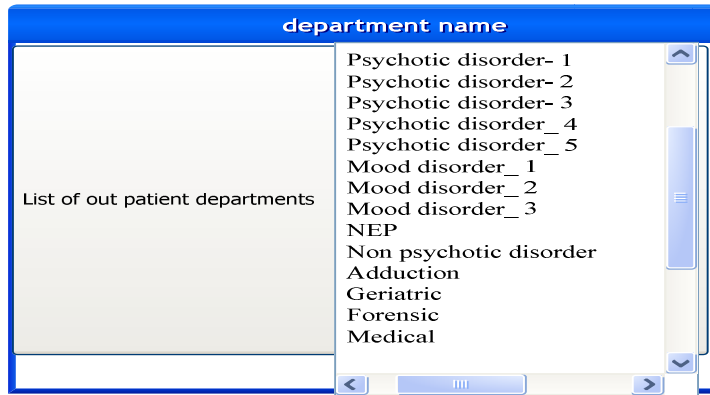 department name
List of out patient departments
Psychotic disorder- 1
Psychotic disorder- 2
Psychotic disorder- 3
Psychotic disorder_ 4
Psychotic disorder_ 5
Mood disorder_ 1
Mood disorder_ 2
Mood disorder_ 3
NEP
Non psychotic disorder
Adduction
Geriatric
Forensic
Medical